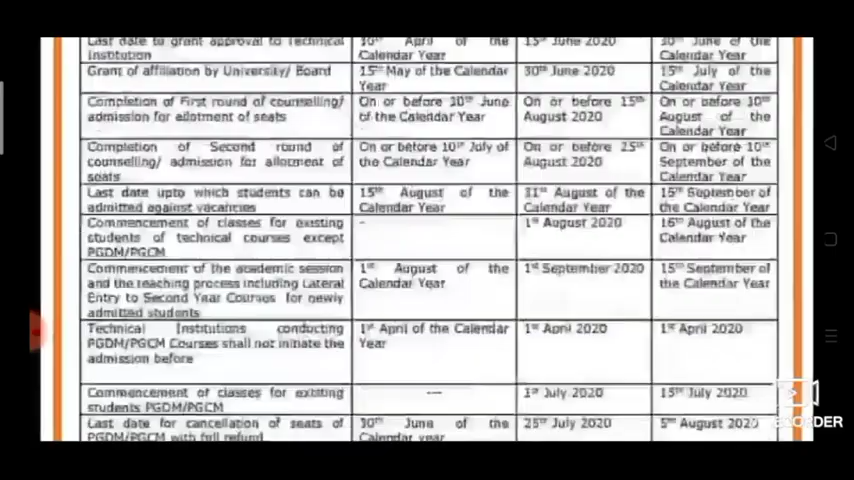 Last date to grant approval to Technical Institution | 30th April of the Calendar Year | 15th June 2020 | 30th June of the Calendar Year
Grant of affiliation by University/ Board | 15th May of the Calendar Year | 30th June 2020 | 15th July of the Calendar Year
Completion of First round of counselling/ admission for allotment of seats | On or before 30th June of the Calendar Year | On or before 15th August 2020 | On or before 30th August of the Calendar Year
Completion of Second round of counselling/ admission for allotment of seats | On or before 10th July of the Calendar Year | On or before 25th August 2020 | On or before 10th September of the Calendar Year
Last date upto which students can be admitted against vacancies | 15th August of the Calendar Year | 31st August of the Calendar Year | 15th September of the Calendar Year
Commencement of classes for existing students of technical courses except PGDM/PGCM | - | 1st August 2020 | 16th August of the Calendar Year
Commencement of the academic session and the teaching process including Lateral Entry to Second Year Courses for newly admitted students | 1st August of the Calendar Year | 1st September 2020 | 15th September of the Calendar Year
Technical Institutions conducting PGDM/PGCM Courses shall not initiate the admission before | 1st April of the Calendar Year | 1st April 2020 | 1st April 2020
Commencement of classes for existing students PGDM/PGCM | --- | 1st July 2020 | 15th July 2020
Last date for cancellation of seats of PGDM/PGCM with full refund | 30th June of the Calendar year | 25th July 2020 | 5th August 2020